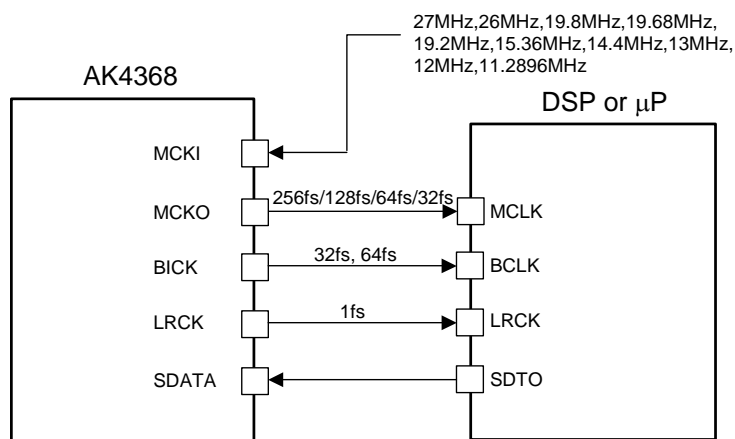 27MHz,26MHz,19.8MHz,19.68MHz,
19.2MHz,15.36MHz,14.4MHz,13MHz,
12MHz,11.2896MHz
AK4368
DSP or μP
MCKI
MCKO
256fs/128fs/64fs/32fs
MCLK
BICK
32fs, 64fs
BCLK
LRCK
1fs
LRCK
SDATA
SDTO